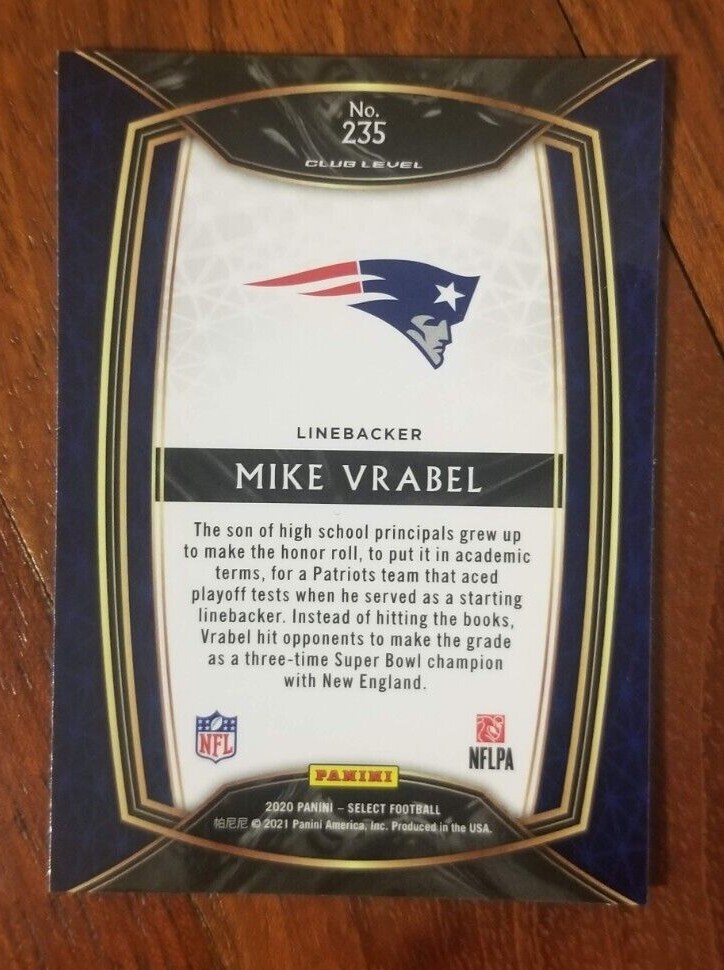 No.
235
CLUB LEVEL
LINEBACKER
MIKE VRABEL
The son of high school principals grew up
to make the honor roll, to put it in academic
terms, for a Patriots team that aced
playoff tests when he served as a starting
linebacker. Instead of hitting the books,
Vrabel hit opponents to make the grade
as a three-time Super Bowl champion
with New England.
NFL
NFLPA
PANINI
2020 PANINI – SELECT FOOTBALL
帕尼尼 © 2021 Panini America, Inc. Produced in the USA.